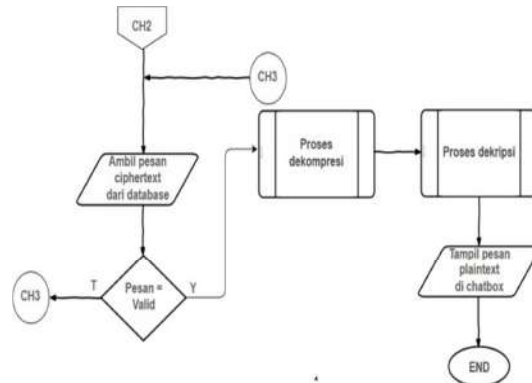 CH2
CH3
Ambil pesan
ciphertext
dari database
Proses
dekompresi
Proses dekripsi
Pesan =
Valid
T
Y
CH3
Tampil pesan
plaintext
di chatbox
END